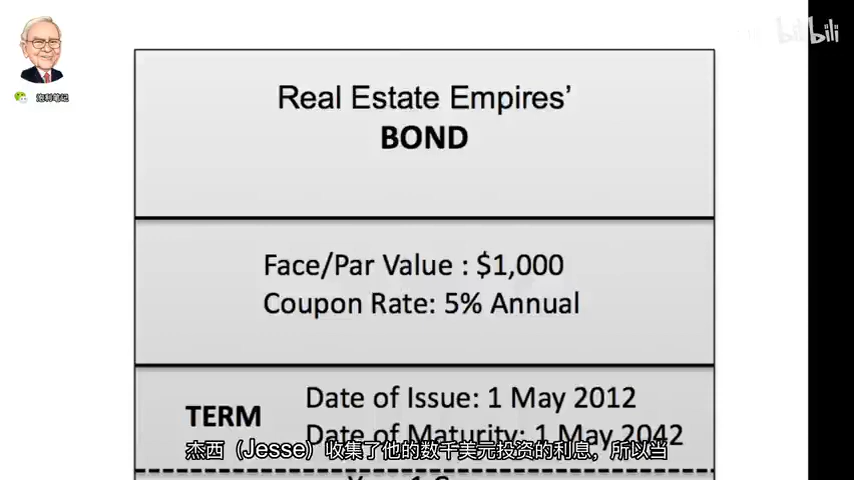 bilibili
Real Estate Empires’
BOND
Face/Par Value : $1,000
Coupon Rate: 5% Annual
TERM
Date of Issue: 1 May 2012
Date of Maturity: 1 May 2042
杰西（Jesse）收集了他的数千美元投资的利息，所以当